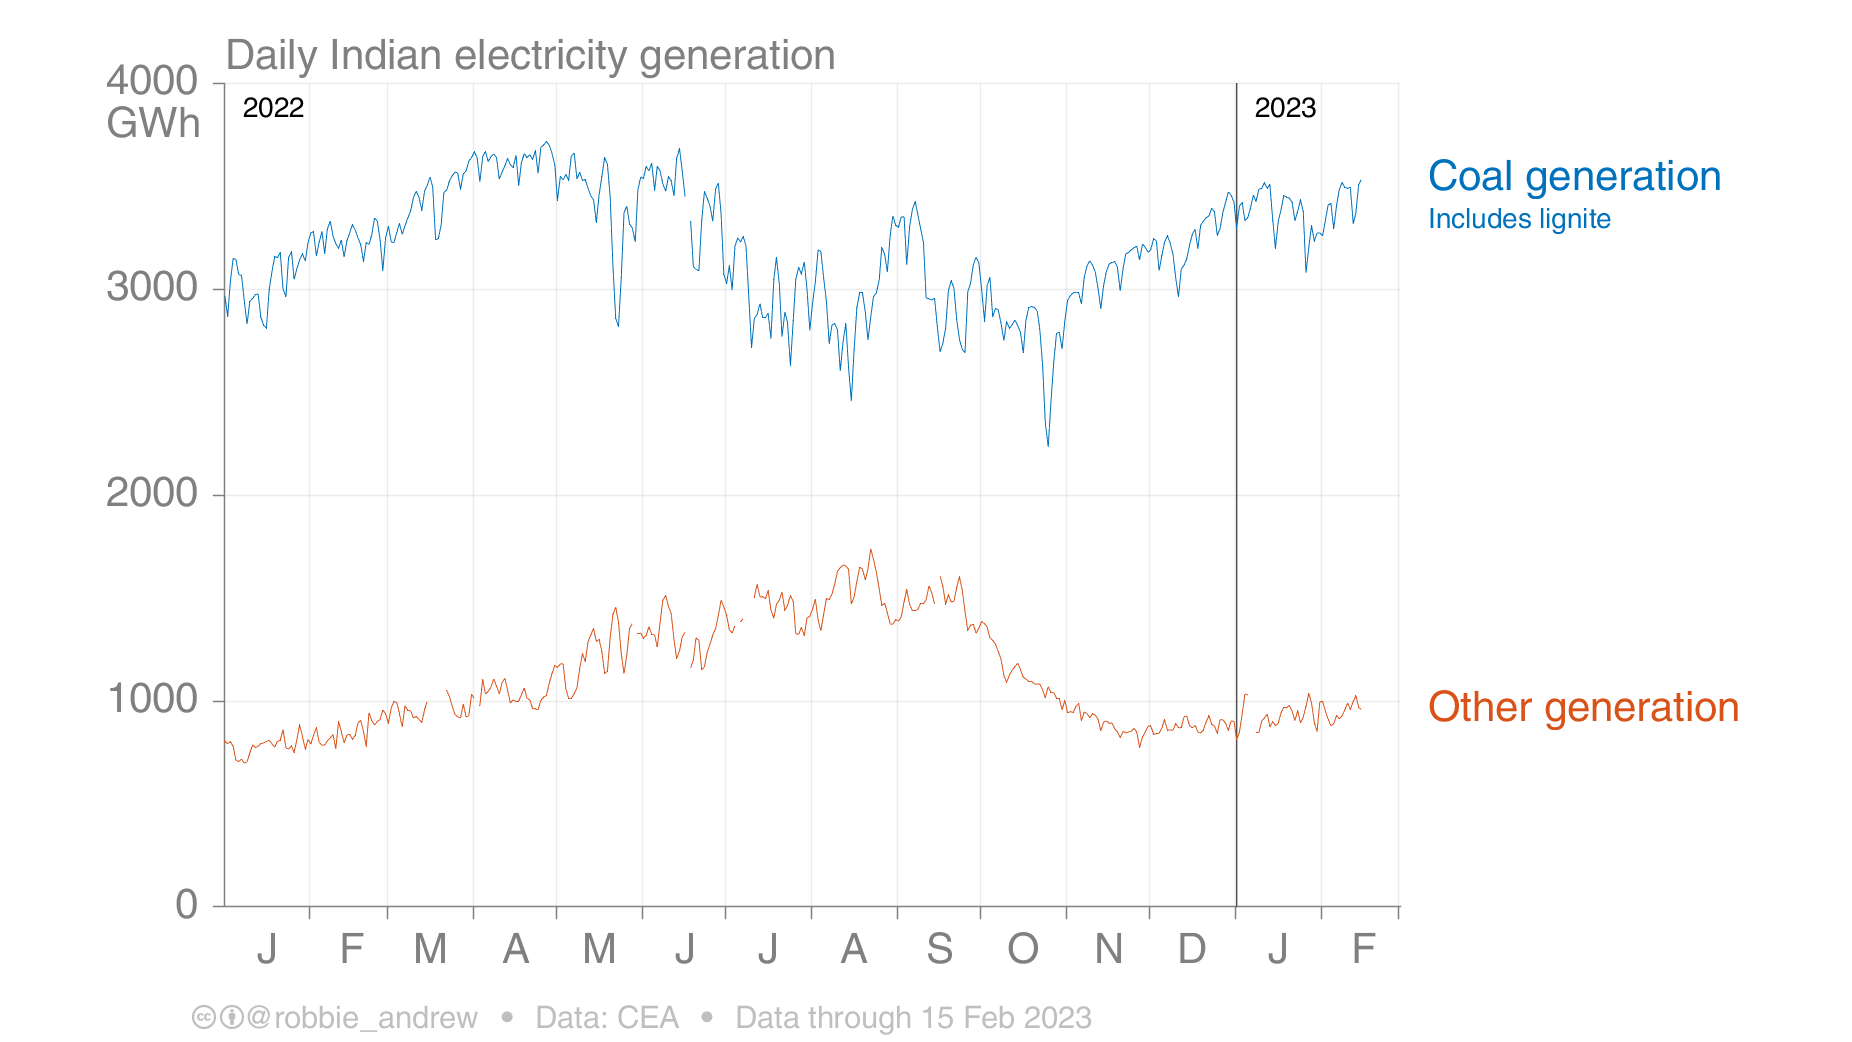 Daily Indian electricity generation
4000
GWh
2022
2023
3000
2000
1000
0
Coal generation
Includes lignite
Other generation
J F M A M J J A S O N D J F
@robbie_andrew • Data: CEA • Data through 15 Feb 2023